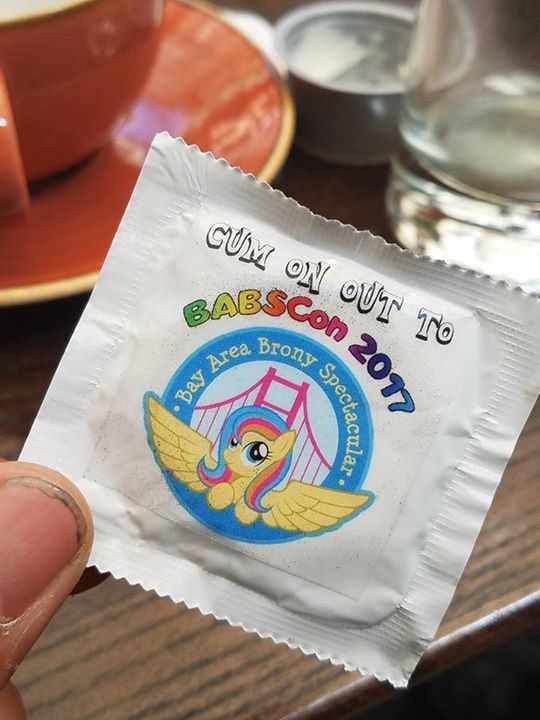 CUM ON OUT TO
BABSCon 2017
• Bay Area Brony Spectacular •